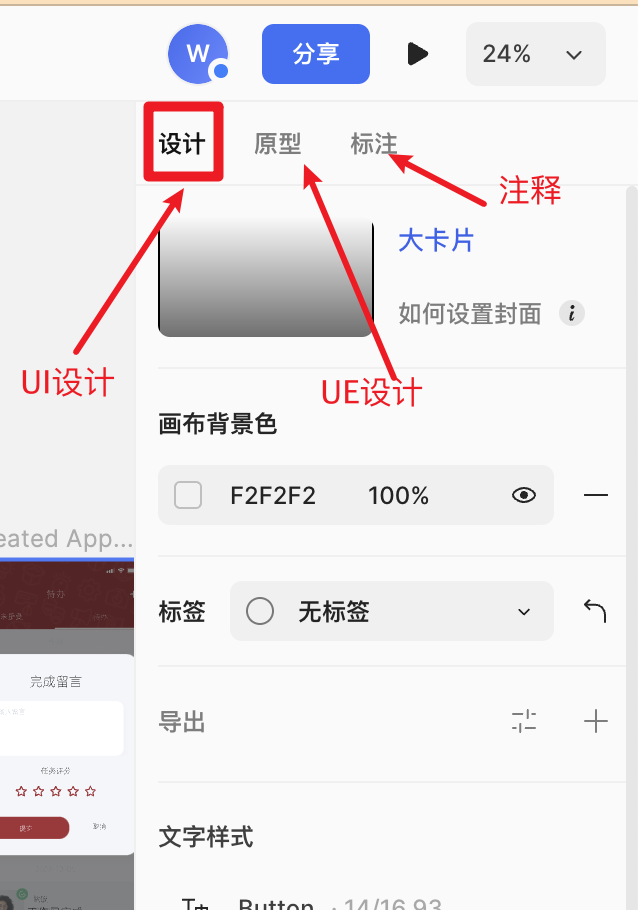 W
分享
24%
设计
原型
标注
注释
大卡片
如何设置封面
i
UI设计
UE设计
画布背景色
F2F2F2
100%
eated App...
标签
无标签
待办
完成留言
导出
任务评分
提交
取消
文字样式
Button · 14/16.93